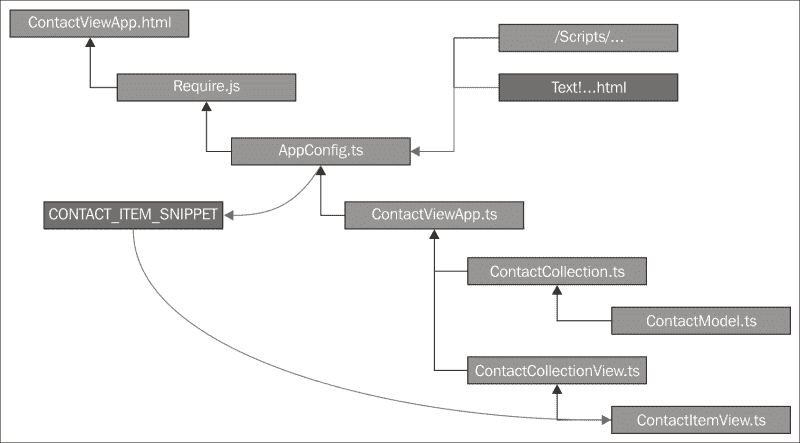 ContactViewApp.html
/Scripts/...
Require.js
Text!...html
AppConfig.ts
CONTACT_ITEM_SNIPPET
ContactViewApp.ts
ContactCollection.ts
ContactModel.ts
ContactCollectionView.ts
ContactItemView.ts